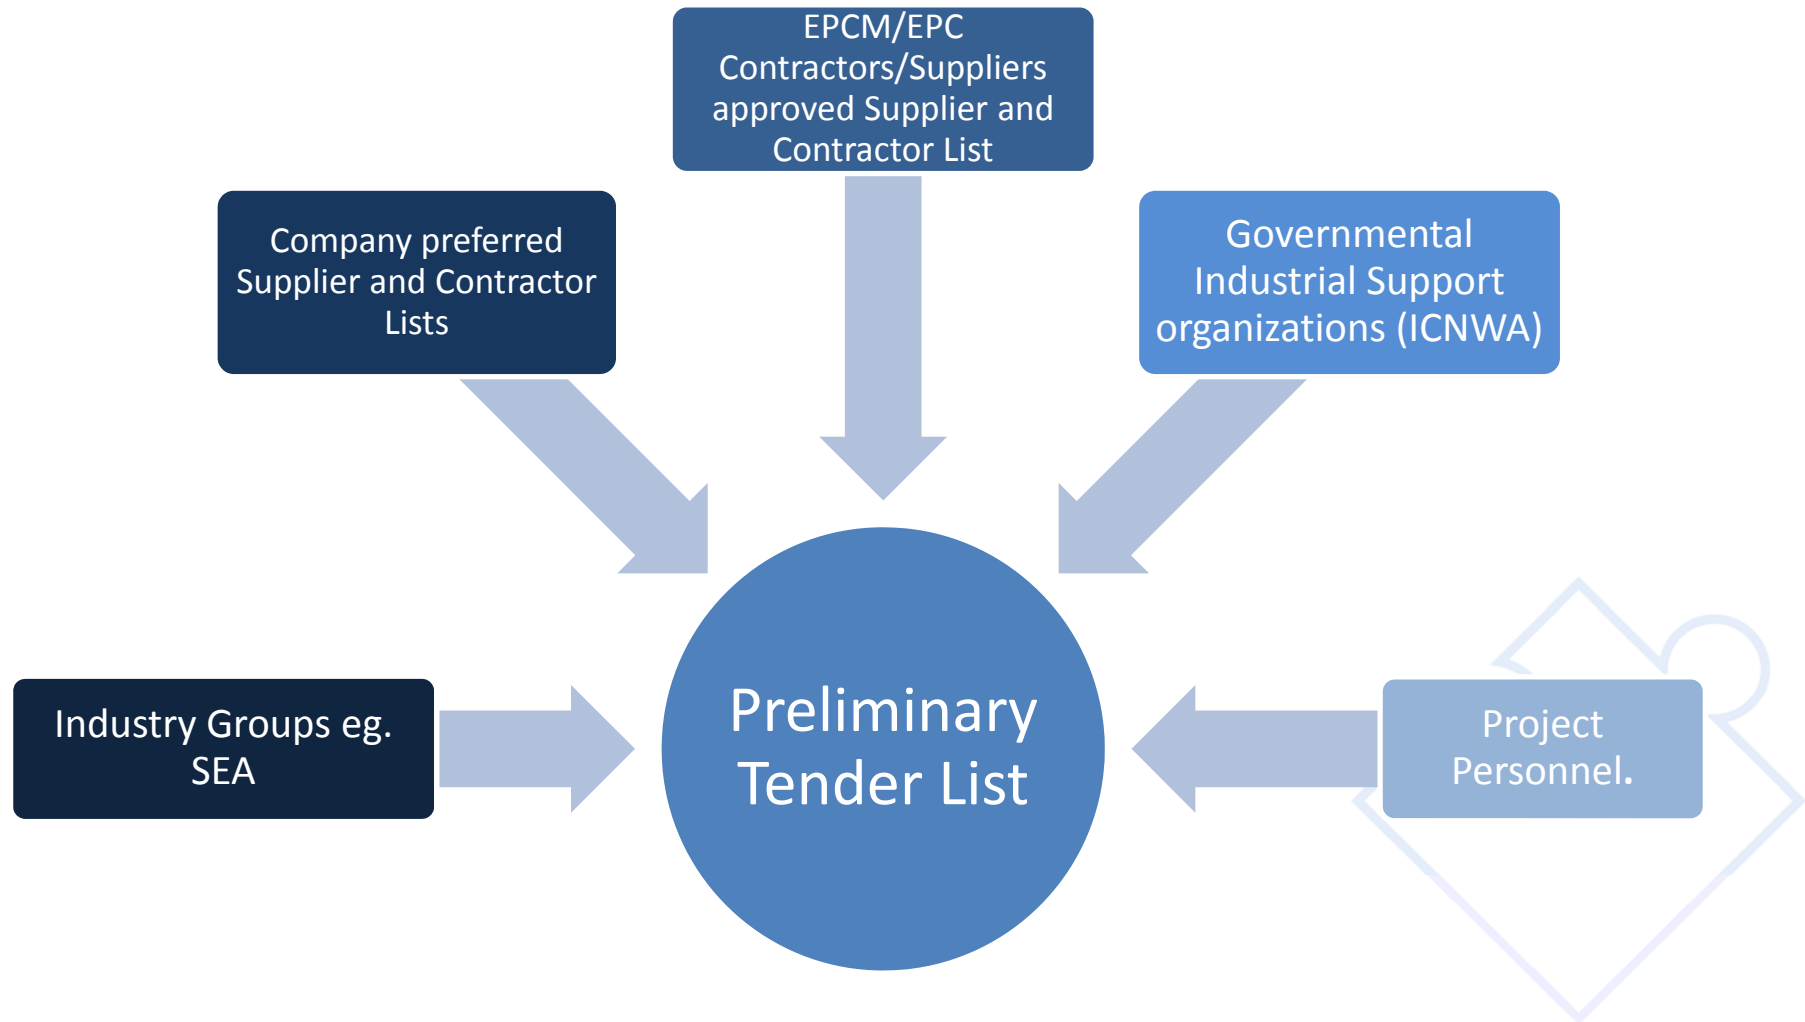 EPCM/EPC
Contractors/Suppliers
approved Supplier and
Contractor List
Company preferred
Supplier and Contractor
Lists
Governmental
Industrial Support
organizations (ICNWA)
Industry Groups eg.
SEA
Preliminary
Tender List
Project
Personnel.